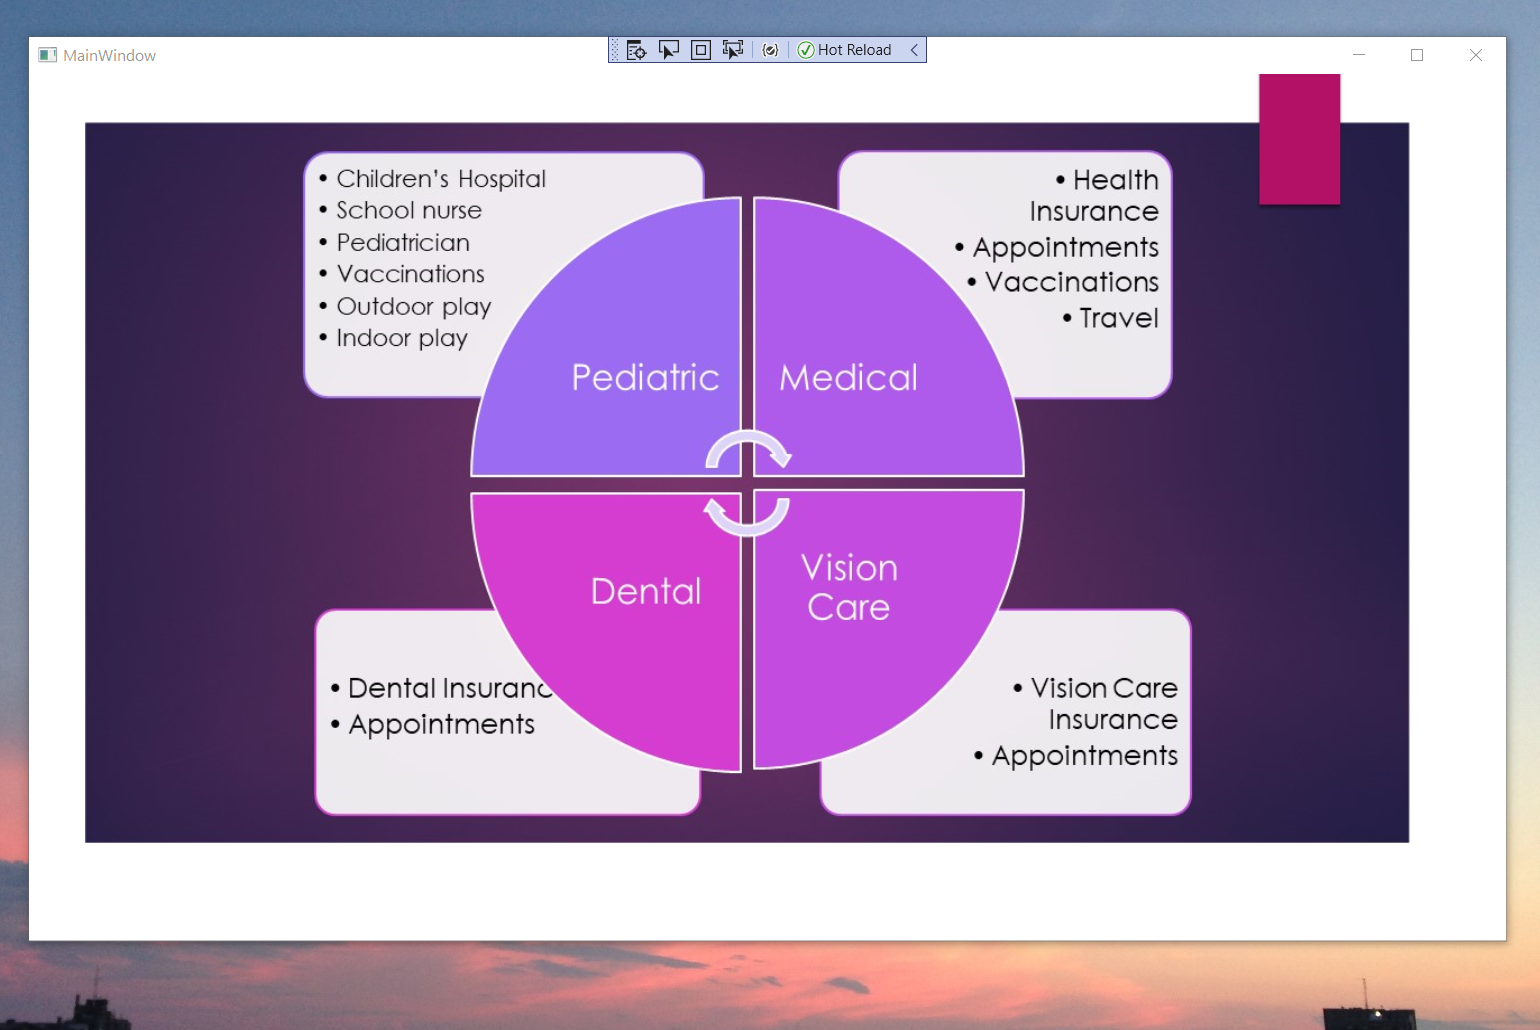 MainWindow
Hot Reload
• Children’s Hospital
• School nurse
• Pediatrician
• Vaccinations
• Outdoor play
• Indoor play
• Health
Insurance
• Appointments
• Vaccinations
• Travel
Pediatric
Medical
Dental
Vision
Care
• Dental Insuranc
• Appointments
• Vision Care
Insurance
• Appointments